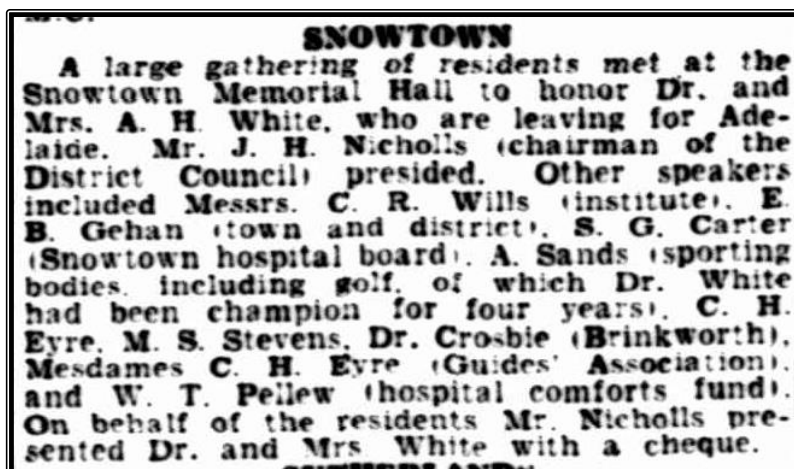 M.C.
SNOWTOWN
A large gathering of residents met at the
Snowtown Memorial Hall to honor Dr. and
Mrs. A. H. White, who are leaving for Ade-
laide. Mr. J. H. Nicholls (chairman of the
District Council) presided. Other speakers
included Messrs. C. R. Wills (institute), E.
B. Gehan (town and district), S. G. Carter
(Snowtown hospital board), A. Sands (sporting
bodies, including golf, of which Dr. White
had been champion for four years), C. H.
Eyre, M. S. Stevens, Dr. Crosbie (Brinkworth),
Mesdames C. H. Eyre (Guides' Association),
and W. T. Pellew (hospital comforts fund).
On behalf of the residents Mr. Nicholls pre-
sented Dr. and Mrs. White with a cheque.